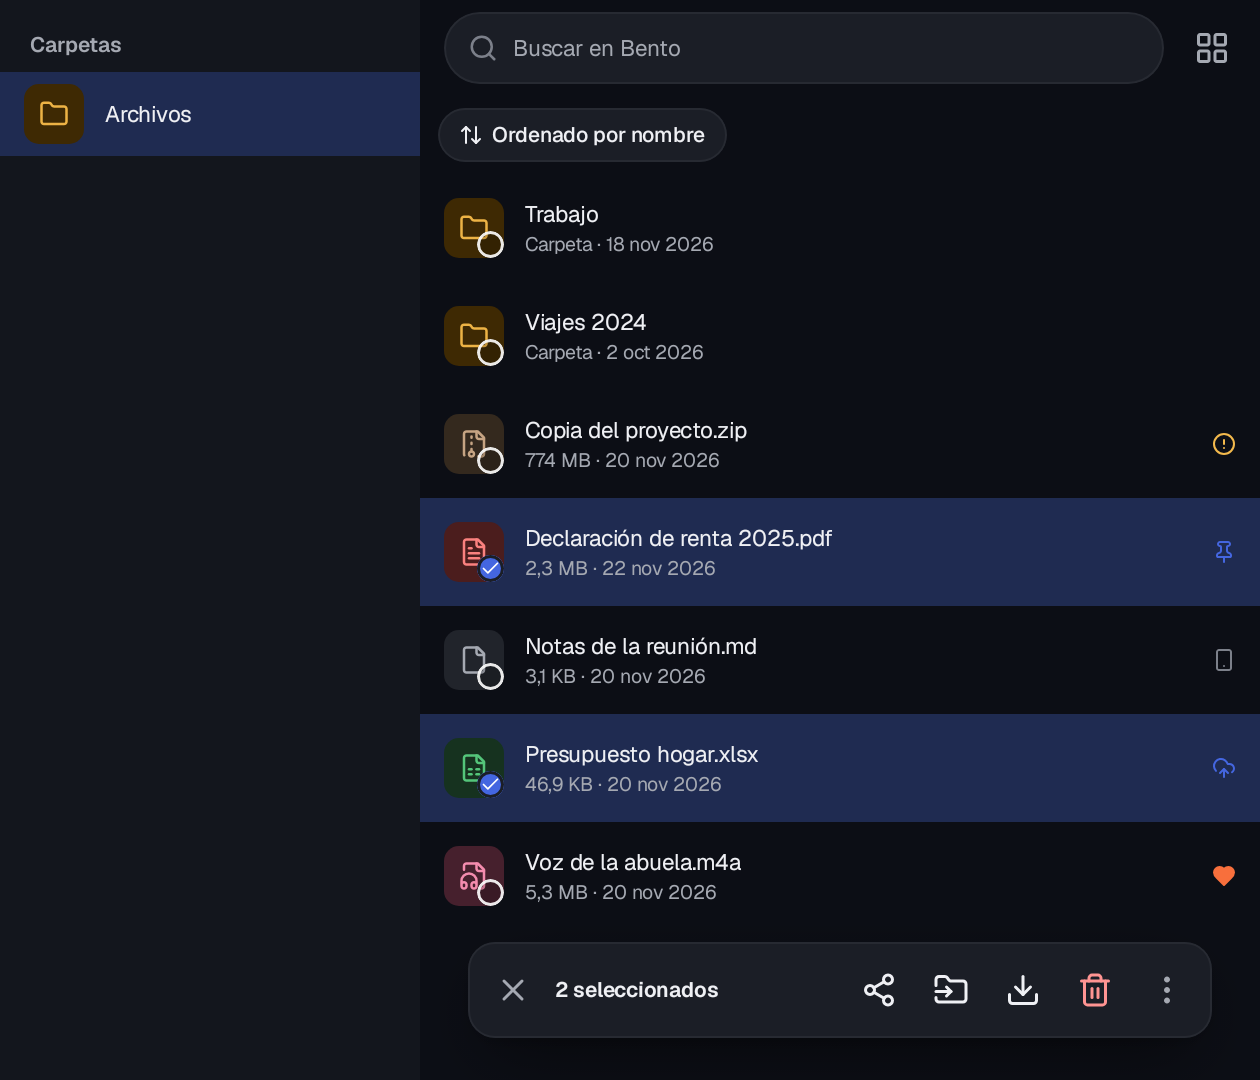 Carpetas
Archivos
Buscar en Bento
Ordenado por nombre
Trabajo
Carpeta · 18 nov 2026
Viajes 2024
Carpeta · 2 oct 2026
Copia del proyecto.zip
774 MB · 20 nov 2026
Declaración de renta 2025.pdf
2,3 MB · 22 nov 2026
Notas de la reunión.md
3,1 KB · 20 nov 2026
Presupuesto hogar.xlsx
46,9 KB · 20 nov 2026
Voz de la abuela.m4a
5,3 MB · 20 nov 2026
2 seleccionados